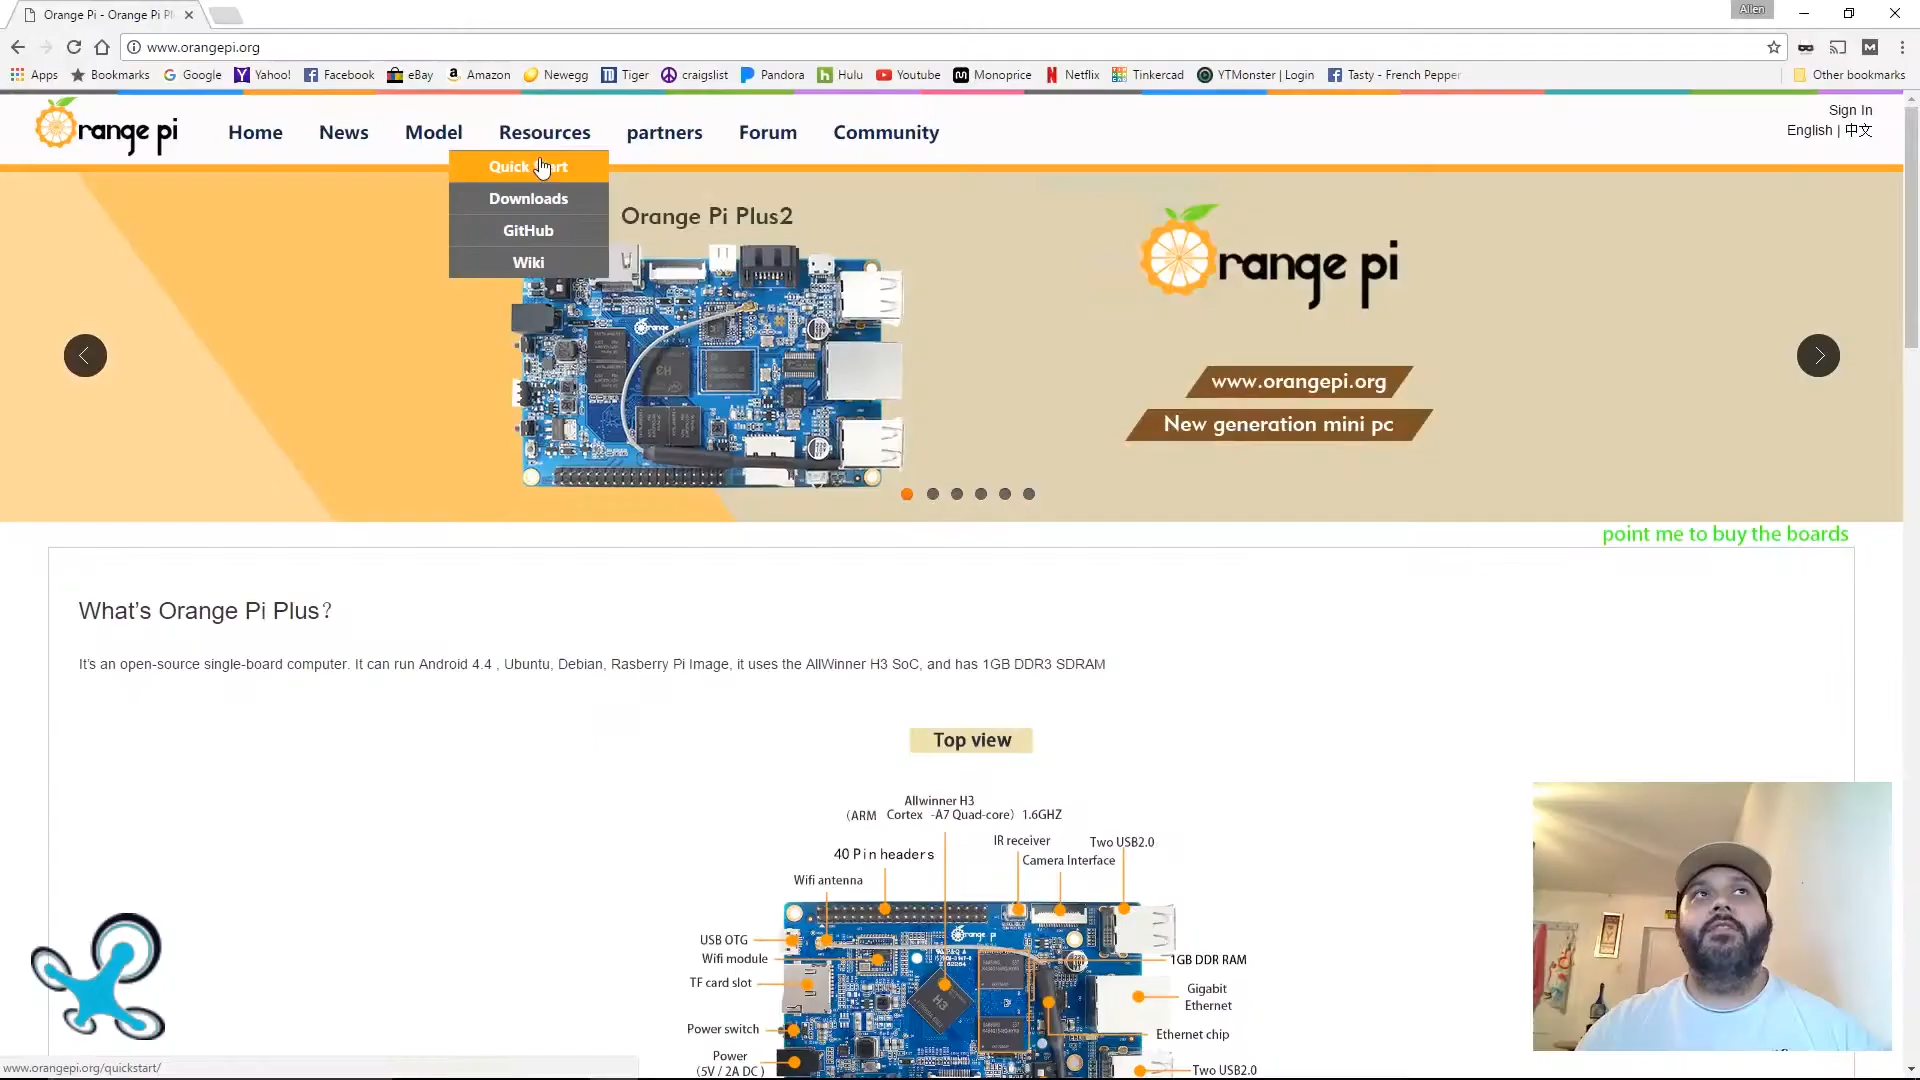 Orange Pi - Orange Pi Pl
Allen
www.orangepi.org
Apps Bookmarks Google Yahoo! Facebook eBay Amazon Newegg Tiger craigslist Pandora Hulu Youtube Monoprice Netflix Tinkercad YTMonster | Login Tasty - French Pepper Other bookmarks
range pi
Home News Model Resources partners Forum Community
Sign In
English | 中文
Quick
Downloads
GitHub
Wiki
Orange Pi Plus2
range pi
www.orangepi.org
New generation mini pc
point me to buy the boards
What’s Orange Pi Plus？
It’s an open-source single-board computer. It can run Android 4.4 , Ubuntu, Debian, Rasberry Pi Image, it uses the AllWinner H3 SoC, and has 1GB DDR3 SDRAM
Top view
Allwinner H3
（ARM Cortex -A7 Quad-core）1.6GHZ
IR receiver
Two USB2.0
40 Pin headers
Camera Interface
Wifi antenna
USB OTG
Wifi module
1GB DDR RAM
TF card slot
Gigabit
Ethernet
Power switch
Ethernet chip
Power
（5V / 2A DC ）
Two USB2.0
H3
range pi
www.orangepi.org/quickstart/